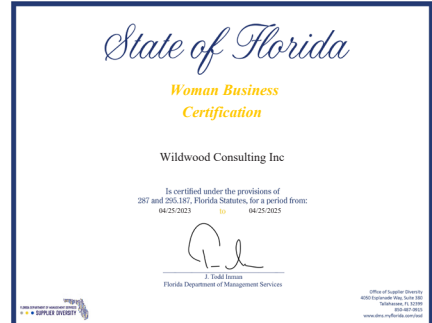 State of Florida
Woman Business
Certification
Wildwood Consulting Inc
Is certified under the provisions of
287 and 295.187, Florida Statutes, for a period from:
04/25/2023 to 04/25/2025
J. Todd Inman
Florida Department of Management Services
FLORIDA DEPARTMENT OF MANAGEMENT SERVICES
SUPPLIER DIVERSITY
Office of Supplier Diversity
4050 Esplanade Way, Suite 380
Tallahassee, FL 32399
850-487-0915
www.dms.myflorida.com/osd